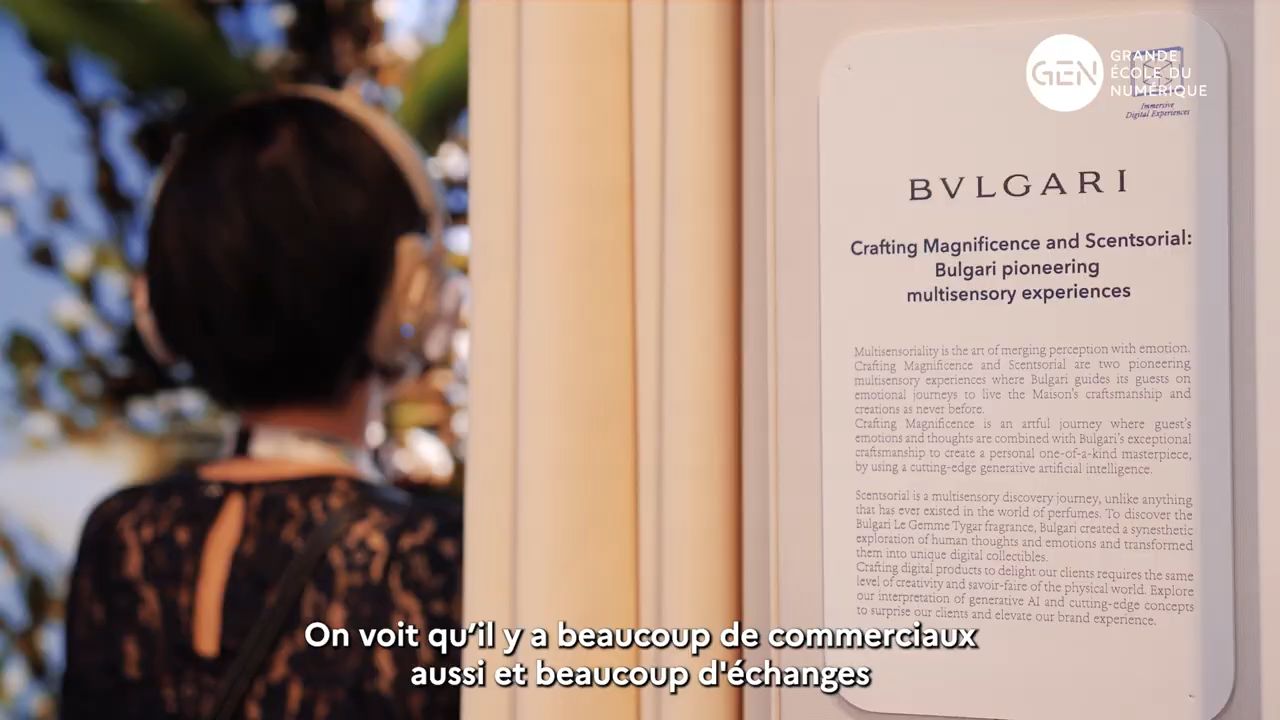 GEN
GRANDE
ÉCOLE DU
NUMÉRIQUE
Immersive
Digital Experiences
BVLGARI
Crafting Magnificence and Scentsorial:
Bulgari pioneering
multisensory experiences
Multisensoriality is the art of merging perception with emotion.
Crafting Magnificence and Scentsorial are two pioneering
multisensory experiences where Bulgari guides its guests on
emotional journeys to live the Maison's craftsmanship and
creations as never before.
Crafting Magnificence is an artful journey where guest's
emotions and thoughts are combined with Bulgari's exceptional
craftsmanship to create a personal one-of-a-kind masterpiece,
by using a cutting-edge generative artificial intelligence.
Scentsorial is a multisensory discovery journey, unlike anything
that has ever existed in the world of perfumes. To discover the
Bulgari Le Gemme Tygar fragrance, Bulgari created a synesthetic
exploration of human thoughts and emotions and transformed
them into unique digital collectibles.
Crafting digital products to delight our clients requires the same
level of creativity and savoir-faire of the physical world. Explore
our interpretation of generative AI and cutting-edge concepts
to surprise our clients and elevate our brand experience.
On voit qu'il y a beaucoup de commerciaux
aussi et beaucoup d'échanges